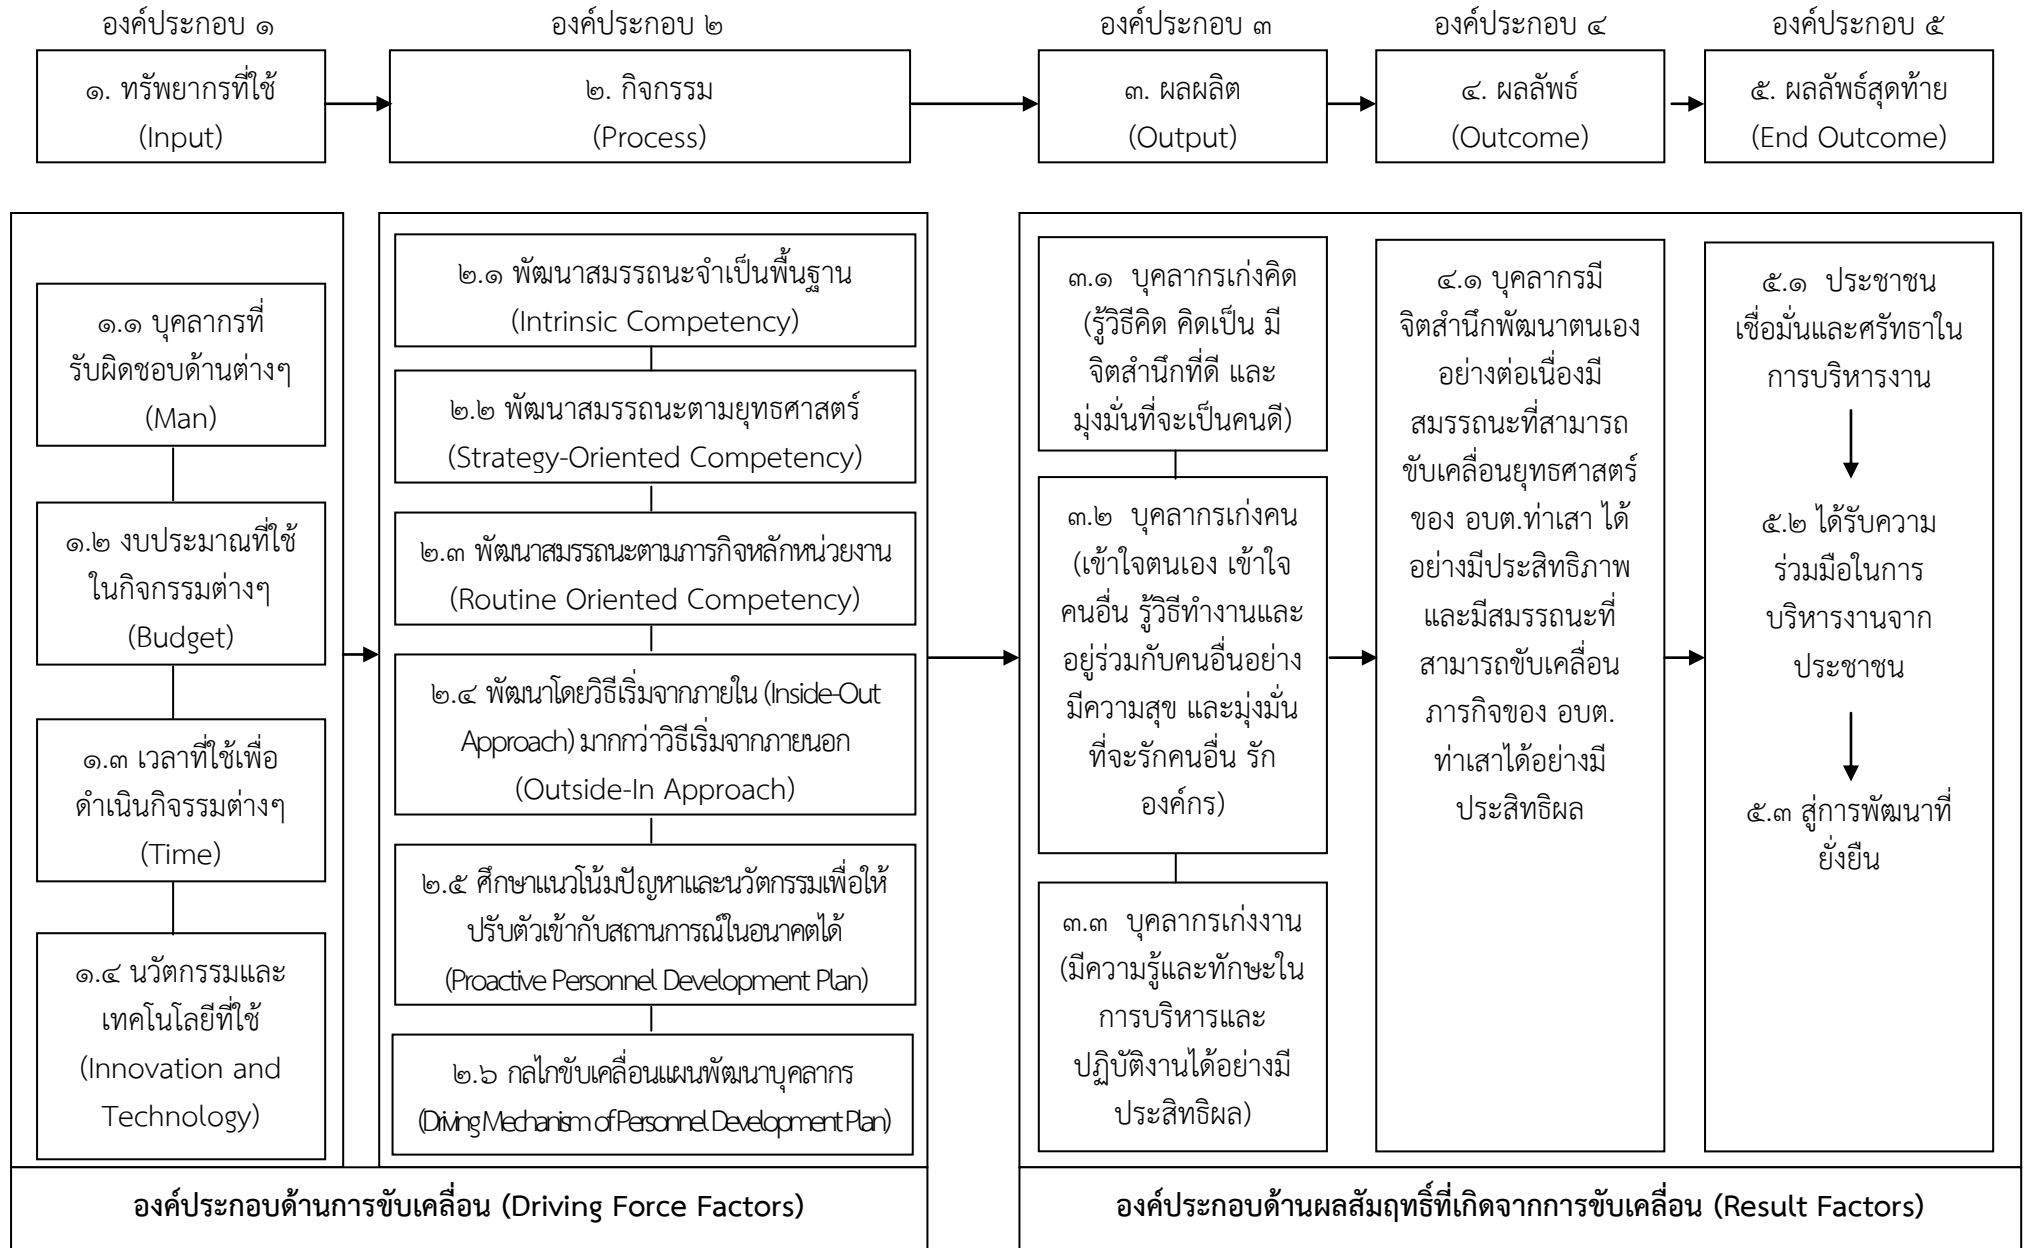 องค์ประกอบ ๑
๑. ทรัพยากรที่ใช้
(Input)
องค์ประกอบ ๒
๒. กิจกรรม
(Process)
องค์ประกอบ ๓
๓. ผลผลิต
(Output)
องค์ประกอบ ๔
๔. ผลลัพธ์
(Outcome)
องค์ประกอบ ๕
๕. ผลลัพธ์สุดท้าย
(End Outcome)
๑.๑ บุคลากรที่
รับผิดชอบด้านต่างๆ
(Man)
๑.๒ งบประมาณที่ใช้
ในกิจกรรมต่างๆ
(Budget)
๑.๓ เวลาที่ใช้เพื่อ
ดำเนินกิจรรมต่างๆ
(Time)
๑.๔ นวัตกรรมและ
เทคโนโลยีที่ใช้
(Innovation and
Technology)
๒.๑ พัฒนาสมรรถนะจำเป็นพื้นฐาน
(Intrinsic Competency)
๒.๒ พัฒนาสมรรถนะตามยุทธศาสตร์
(Strategy-Oriented Competency)
๒.๓ พัฒนาสมรรถนะตามภารกิจหลักหน่วยงาน
(Routine Oriented Competency)
๒.๔ พัฒนาโดยวิธีเริ่มจากภายใน (Inside-Out
Approach) มากกว่าวิธีเริ่มจากภายนอก
(Outside-In Approach)
๒.๕ ศึกษาแนวโน้มปัญหาและนวัตกรรมเพื่อให้
ปรับตัวเข้ากับสถานการณ์ในอนาคตได้
(Proactive Personnel Development Plan)
๒.๖ กลไกขับเคลื่อนแผนพัฒนาบุคลากร
(Driving Mechanism of Personnel Development Plan)
องค์ประกอบด้านการขับเคลื่อน (Driving Force Factors)
๓.๑ บุคลากรเก่งคิด
(รู้วิธีคิด คิดเป็น มี
จิตสำนึกที่ดี และ
มุ่งมั่นที่จะเป็นคนดี)
๓.๒ บุคลากรเก่งคน
(เข้าใจตนเอง เข้าใจ
คนอื่น รู้วิธีทำงานและ
อยู่ร่วมกับคนอื่นอย่าง
มีความสุข และมุ่งมั่น
ที่จะรักคนอื่น รัก
องค์กร)
๓.๓ บุคลากรเก่งงาน
(มีความรู้และทักษะใน
การบริหารและ
ปฏิบัติงานได้อย่างมี
ประสิทธิผล)
๔.๑ บุคลากรมี
จิตสำนึกพัฒนาตนเอง
อย่างต่อเนื่องมี
สมรรถนะที่สามารถ
ขับเคลื่อนยุทธศาสตร์
ของ อบต.ท่าเสา ได้
อย่างมีประสิทธิภาพ
และมีสมรรถนะที่
สามารถขับเคลื่อน
ภารกิจของ อบต.
ท่าเสาได้อย่างมี
ประสิทธิผล
๕.๑ ประชาชน
เชื่อมั่นและศรัทธาใน
การบริหารงาน
๕.๒ ได้รับความ
ร่วมมือในการ
บริหารงานจาก
ประชาชน
๕.๓ สู่การพัฒนาที่
ยั่งยืน
องค์ประกอบด้านผลสัมฤทธิ์ที่เกิดจากการขับเคลื่อน (Result Factors)